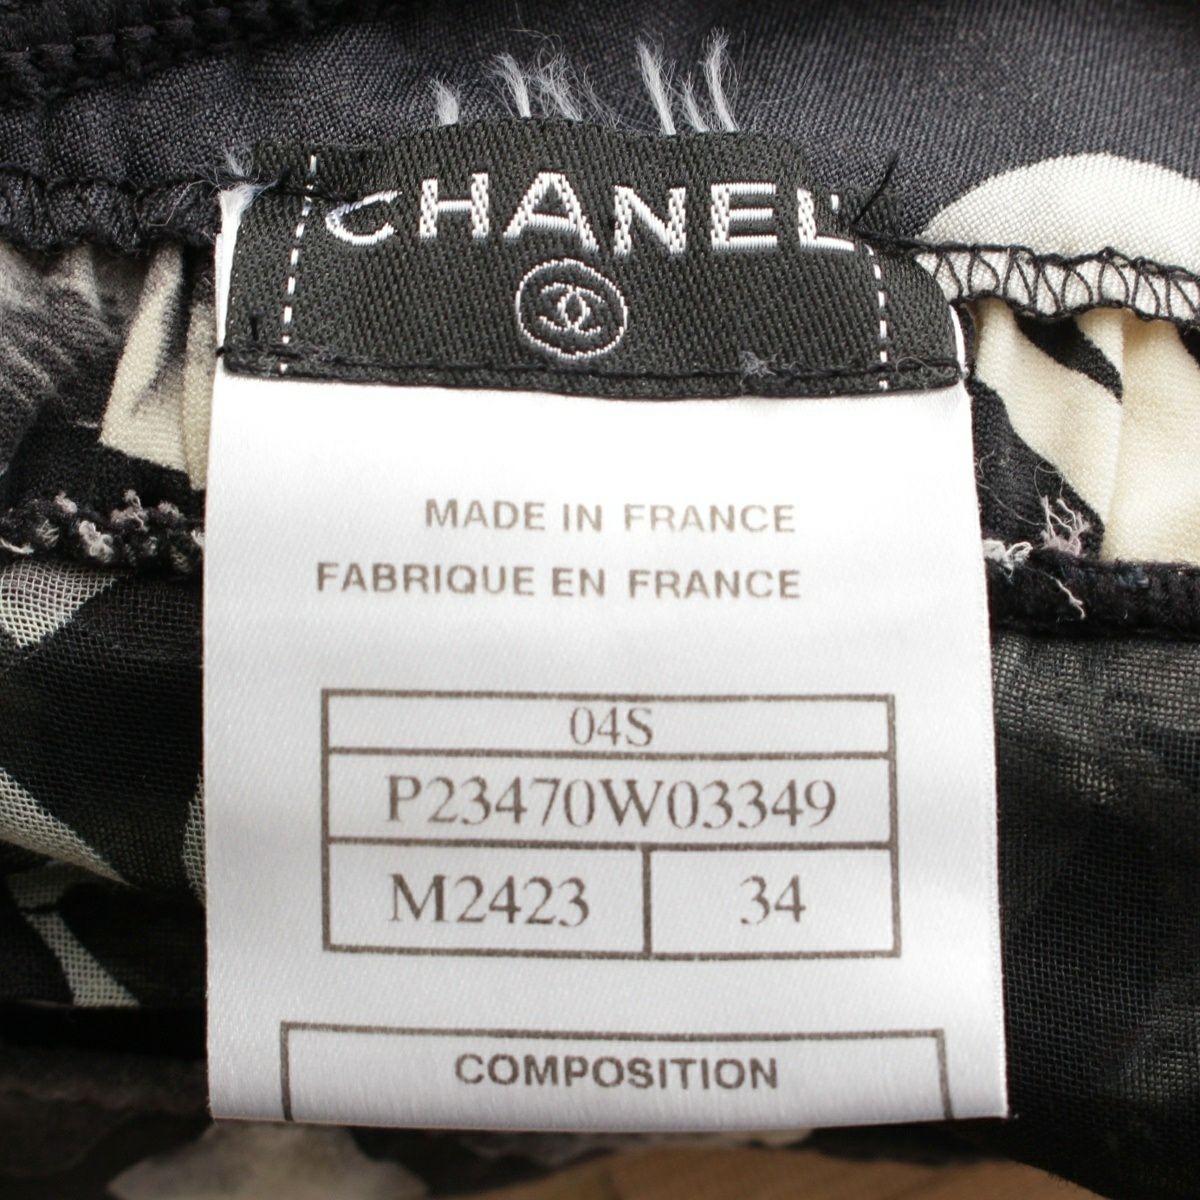 CHANEL
MADE IN FRANCE
FABRIQUE EN FRANCE
04S
P23470W03349
M2423 34
COMPOSITION